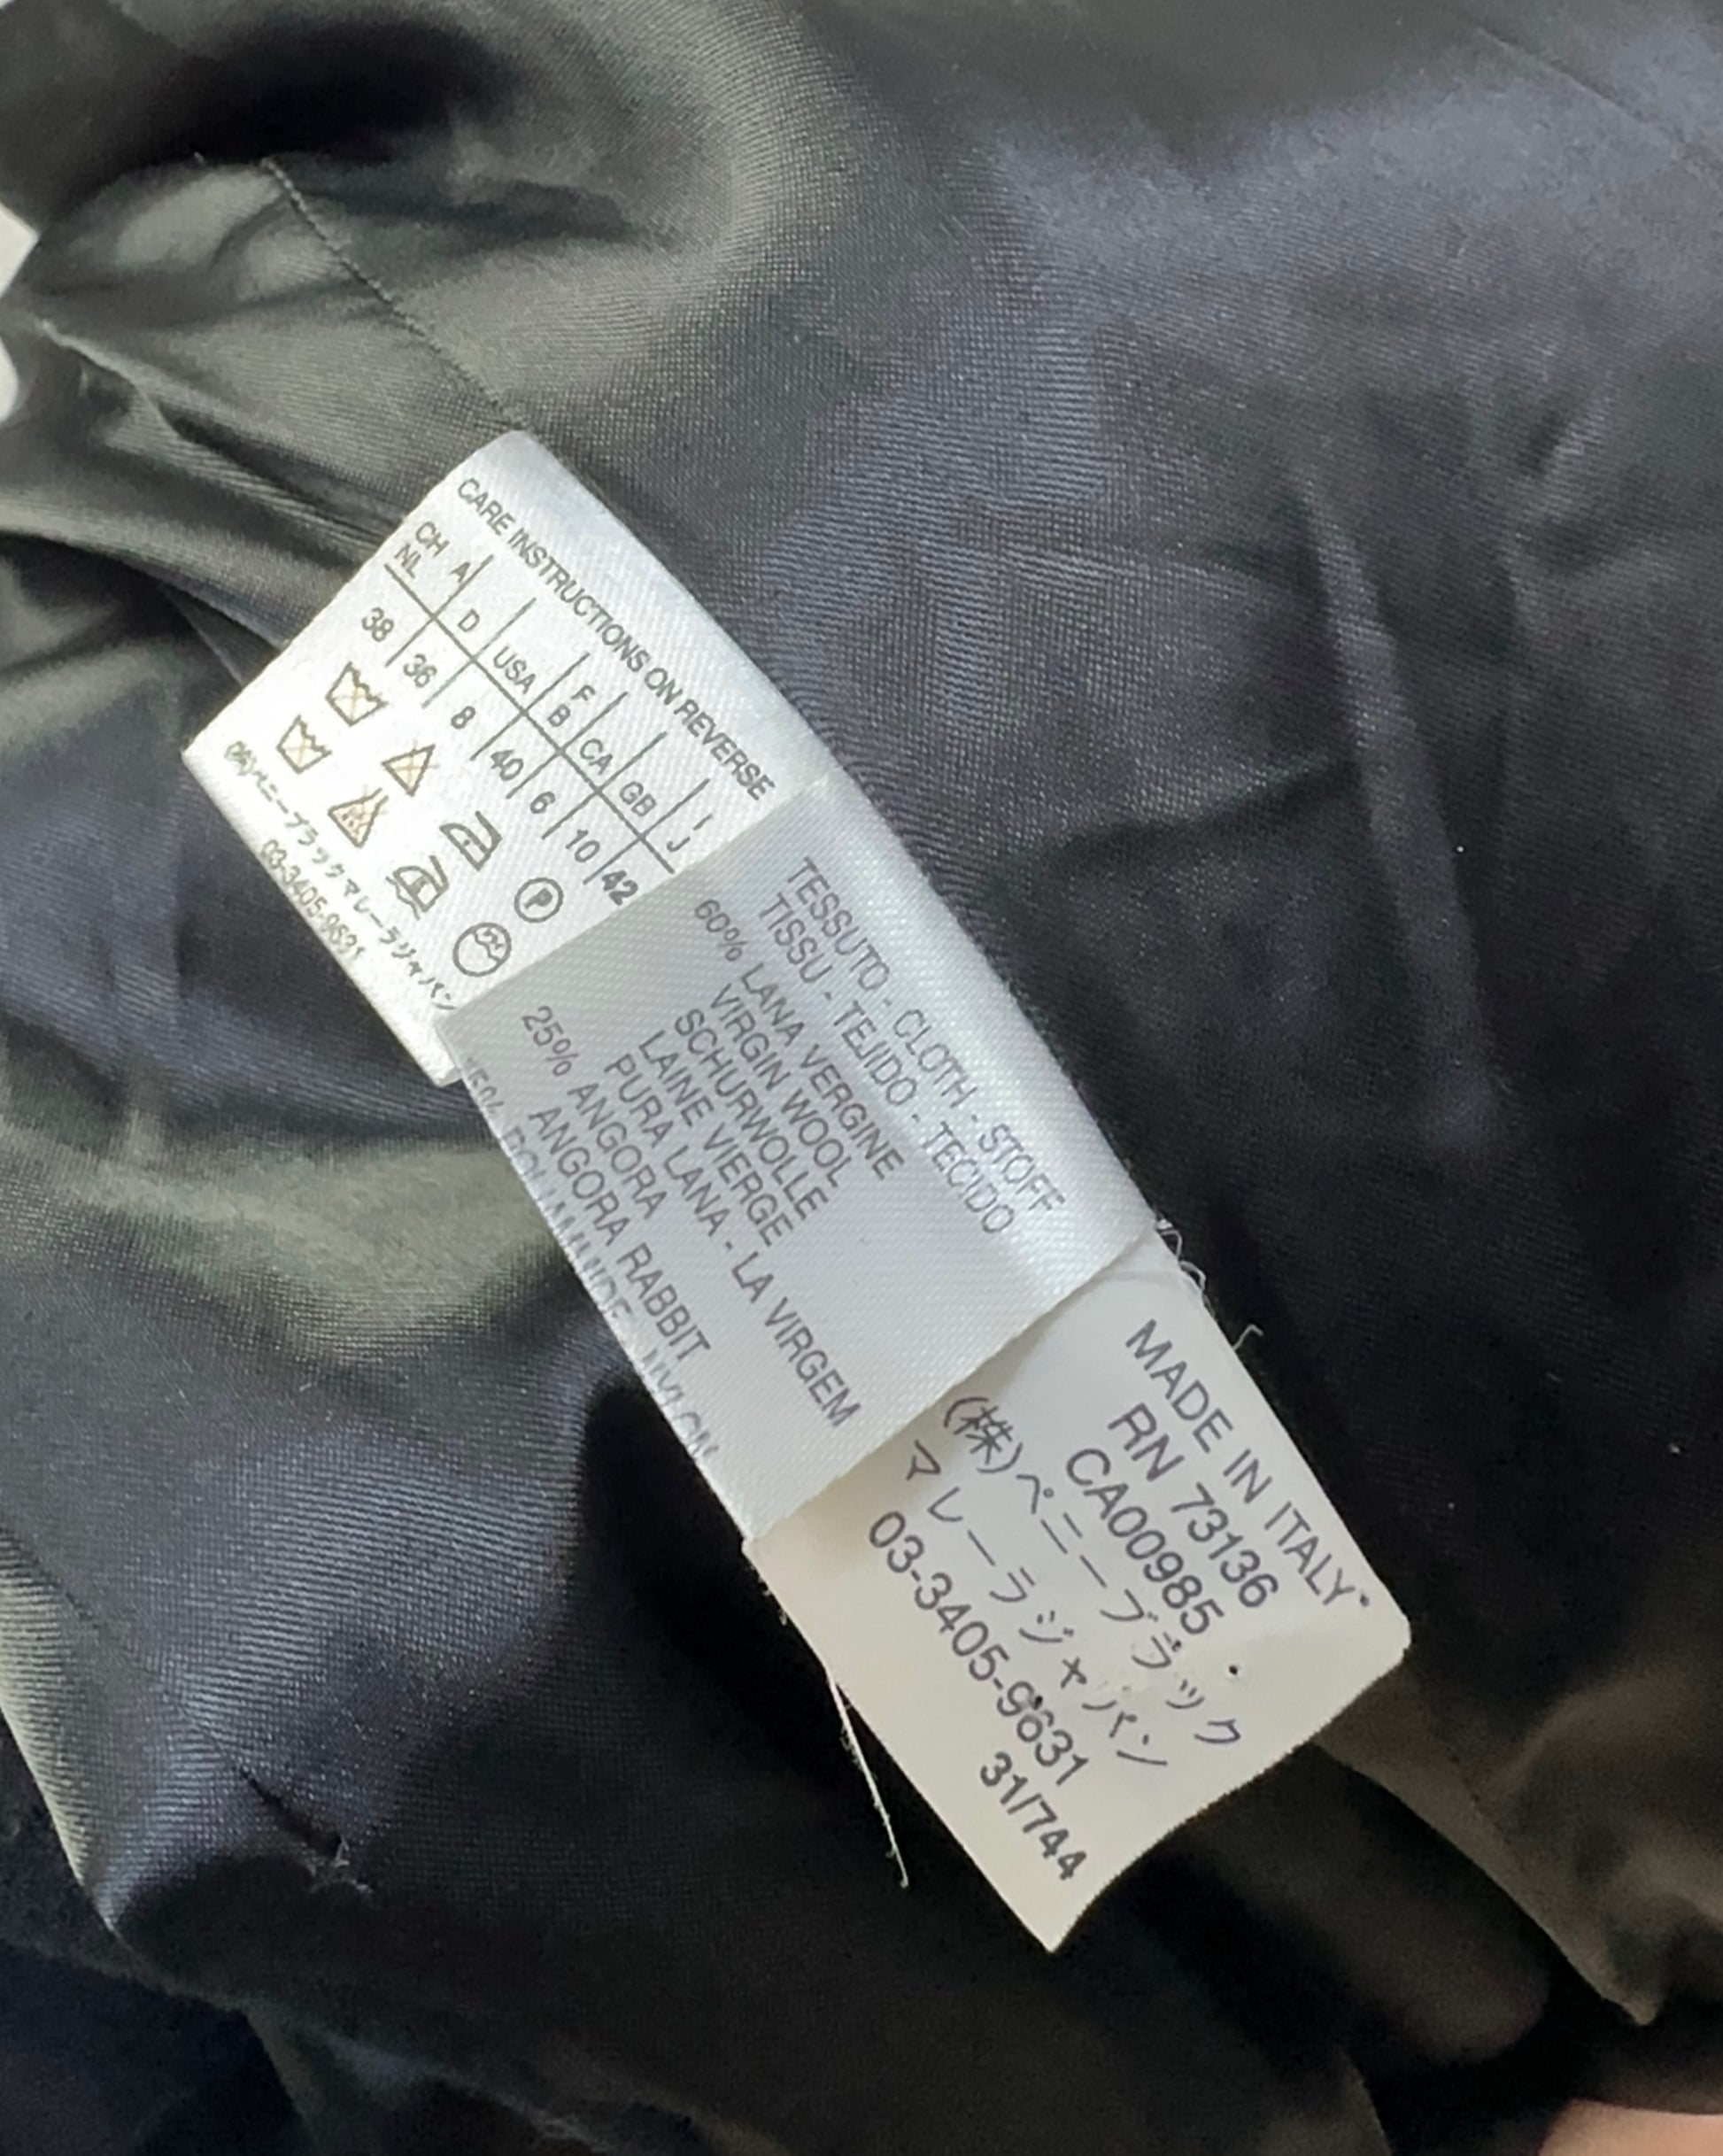 CARE INSTRUCTIONS ON REVERSE
CH A D USA F CA GB I
NL B J
38 36 8 40 6 10 42
P
ペニーブラックマレーラジャパン
03-3405-9631
TESSUTO - CLOTH - STOFF
TISSU - TEJIDO - TECIDO
60% LANA VERGINE
VIRGIN WOOL
SCHURWOLLE
LAINE VIERGE
PURA LANA - LA VIRGEM
25% ANGORA
ANGORA RABBIT
15% POLIAMMIDE NYLON
MADE IN ITALY
RN 73136
CA00985
(株)ペニーブラック
マレーラジャパン
03-3405-9631
31/744